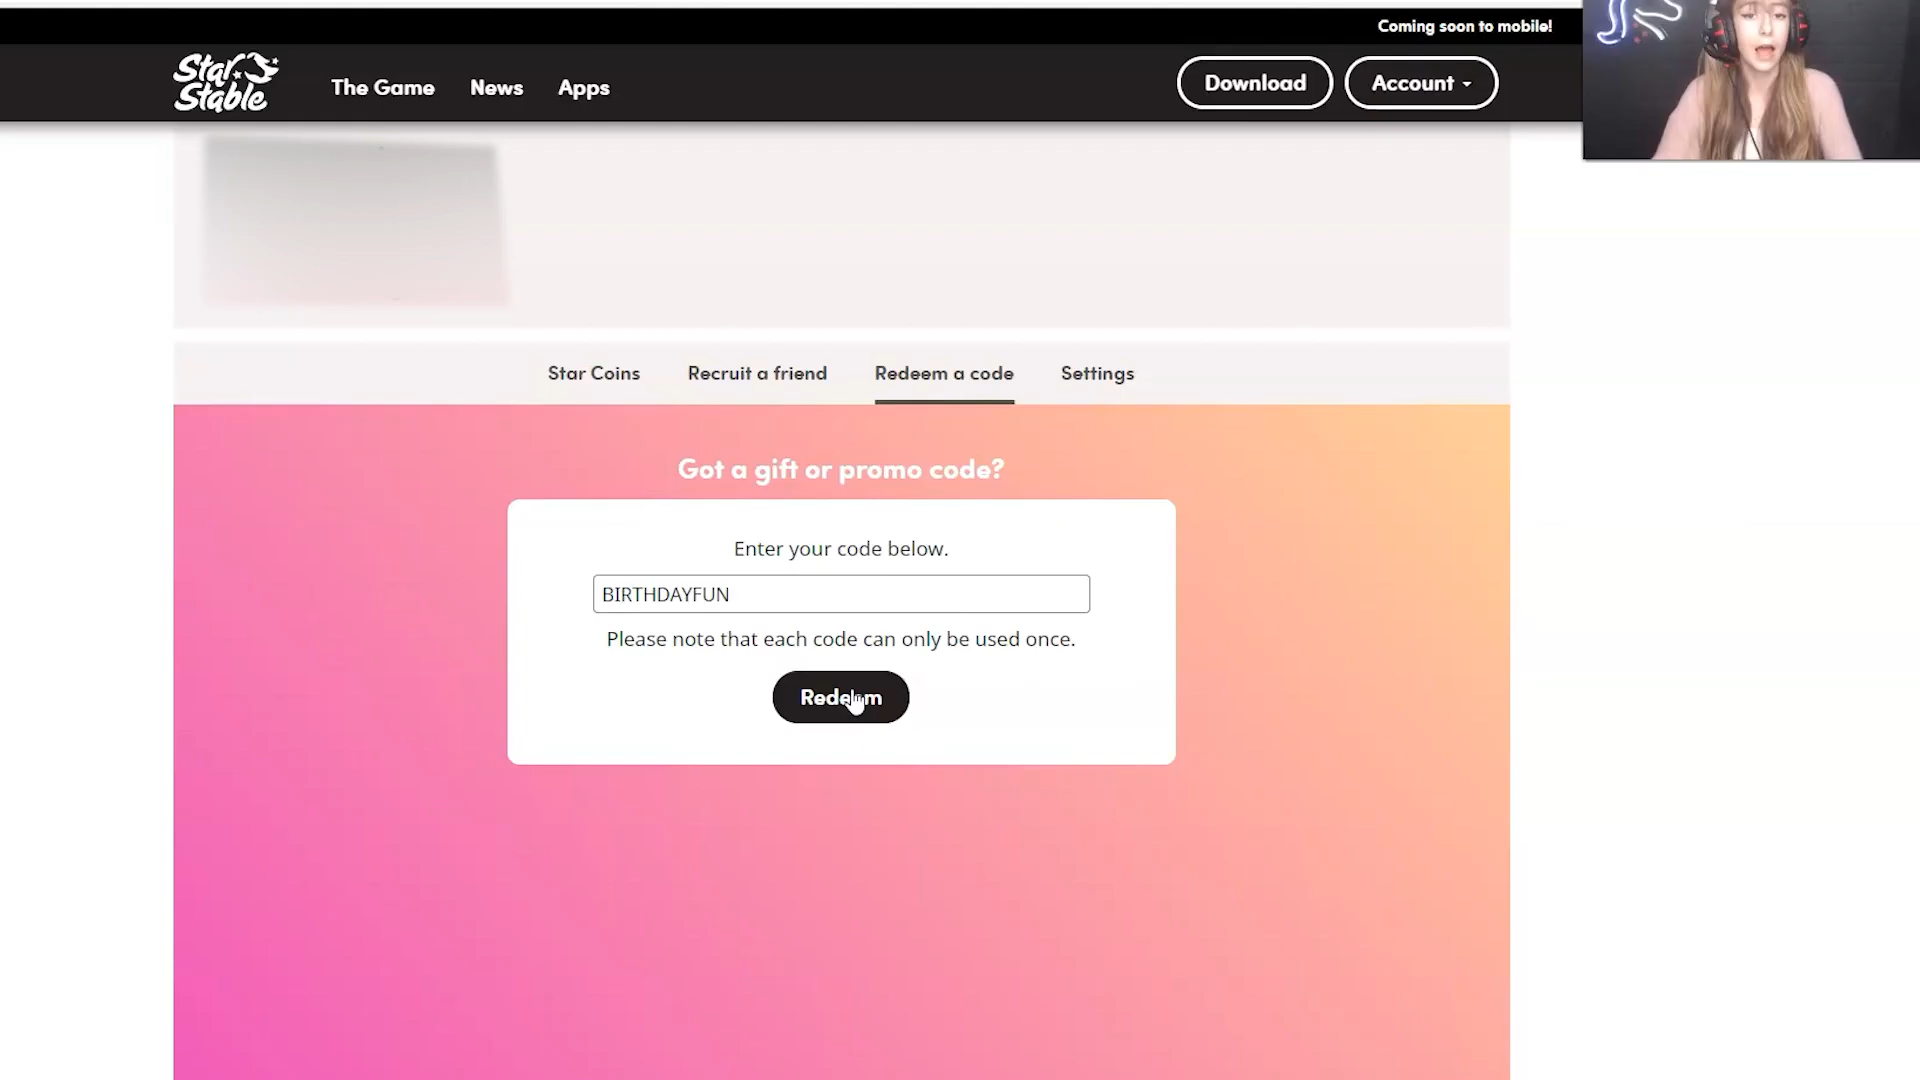 Coming soon to mobile!
Star Stable
The Game News Apps Download Account
Star Coins Recruit a friend Redeem a code Settings
Got a gift or promo code?
Enter your code below.
BIRTHDAYFUN
Please note that each code can only be used once.
Redeem